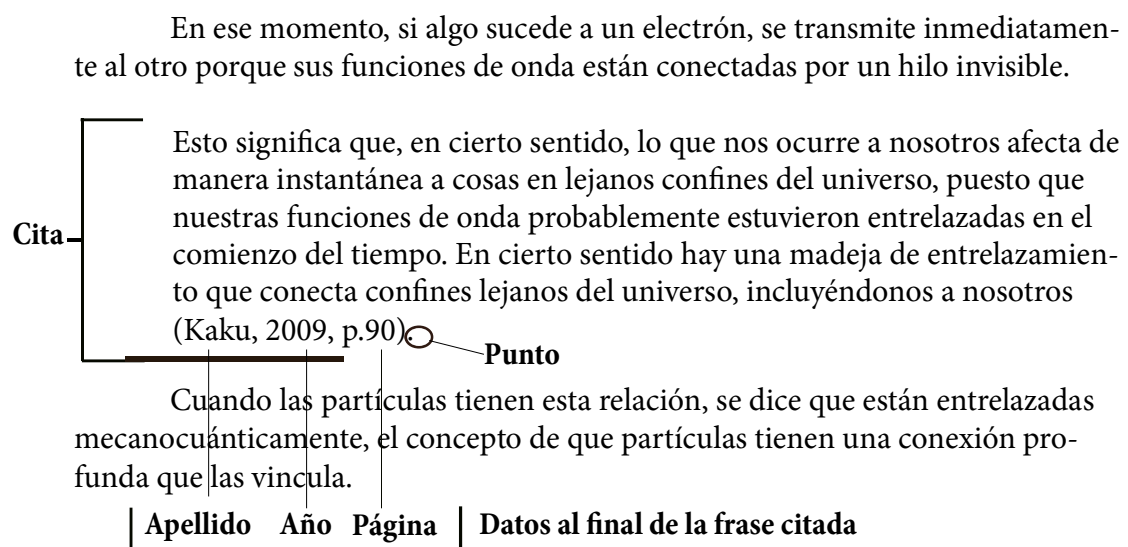 En ese momento, si algo sucede a un electrón, se transmite inmediatamen-
te al otro porque sus funciones de onda están conectadas por un hilo invisible.
Esto significa que, en cierto sentido, lo que nos ocurre a nosotros afecta de
manera instantánea a cosas en lejanos confines del universo, puesto que
nuestras funciones de onda probablemente estuvieron entrelazadas en el
Cita
comienzo del tiempo. En cierto sentido hay una madeja de entrelazamien-
to que conecta confines lejanos del universo, incluyéndonos a nosotros
(Kaku, 2009, p.90).
Punto
Cuando las partículas tienen esta relación, se dice que están entrelazadas
mecanocuánticamente, el concepto de que partículas tienen una conexión pro-
funda que las vincula.
Apellido Año Página Datos al final de la frase citada